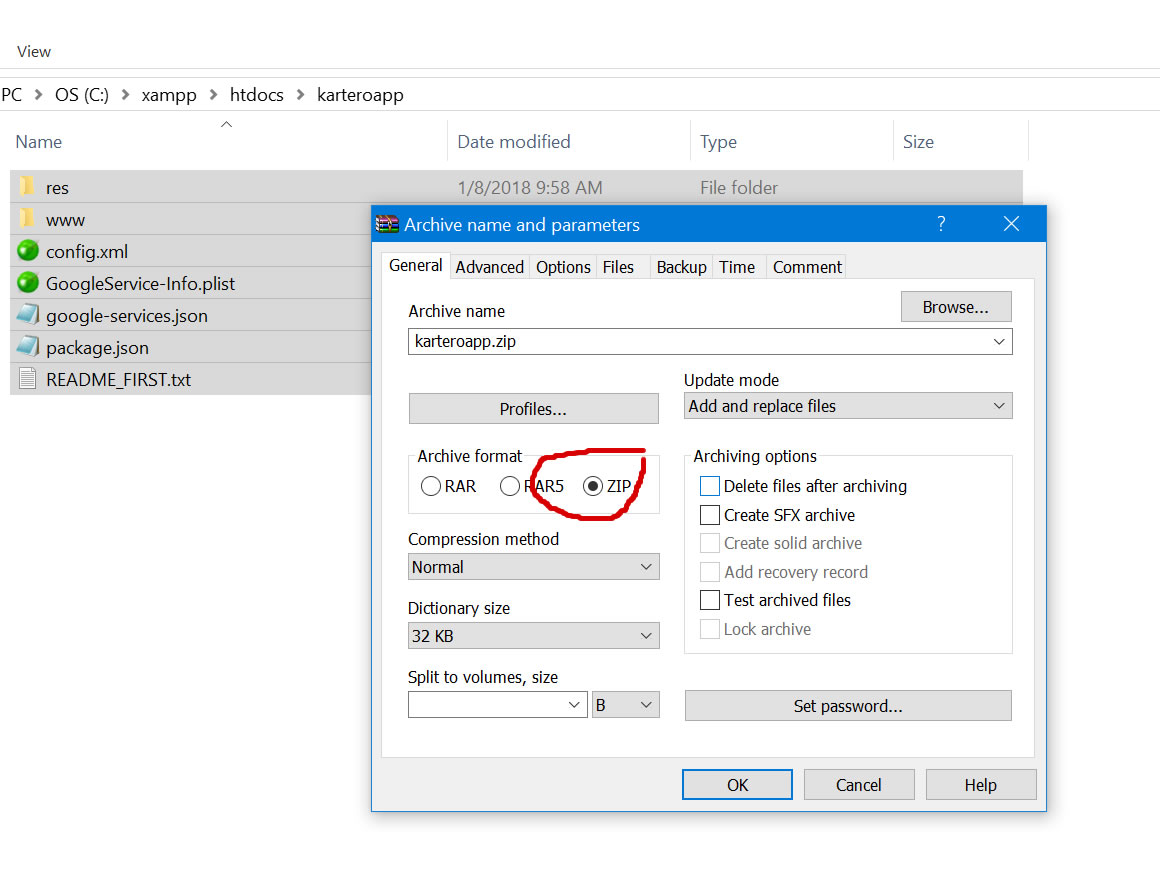 View
PC > OS (C:) > xampp > htdocs > karteroapp
Name Date modified Type Size
res 1/8/2018 9:58 AM File folder
www
config.xml
GoogleService-Info.plist
google-services.json
package.json
README_FIRST.txt
Archive name and parameters ?
General Advanced Options Files Backup Time Comment
Archive name
Browse...
karteroapp.zip
Profiles...
Update mode
Add and replace files
Archive format
RAR RAR5 ZIP
Compression method
Normal
Dictionary size
32 KB
Split to volumes, size
B
Archiving options
Delete files after archiving
Create SFX archive
Create solid archive
Add recovery record
Test archived files
Lock archive
Set password...
OK Cancel Help